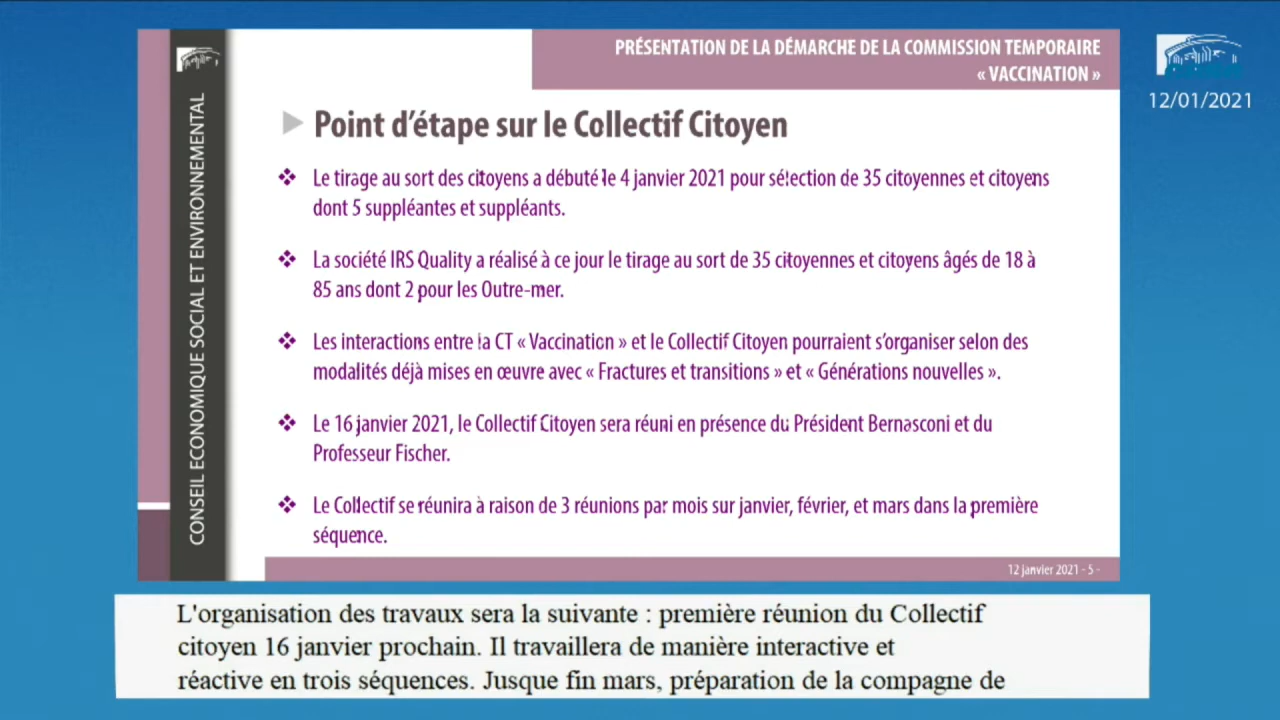 PRÉSENTATION DE LA DÉMARCHE DE LA COMMISSION TEMPORAIRE
« VACCINATION »
12/01/2021
CONSEIL ECONOMIQUE SOCIAL ET ENVIRONNEMENTAL
Point d'étape sur le Collectif Citoyen
Le tirage au sort des citoyens a débuté le 4 janvier 2021 pour sélection de 35 citoyennes et citoyens
dont 5 suppléantes et suppléants.
La société IRS Quality a réalisé à ce jour le tirage au sort de 35 citoyennes et citoyens âgés de 18 à
85 ans dont 2 pour les Outre-mer.
Les interactions entre la CT « Vaccination » et le Collectif Citoyen pourraient s'organiser selon des
modalités déjà mises en œuvre avec « Fractures et transitions » et « Générations nouvelles ».
Le 16 janvier 2021, le Collectif Citoyen sera réuni en présence du Président Bernasconi et du
Professeur Fischer.
Le Collectif se réunira à raison de 3 réunions par mois sur janvier, février, et mars dans la première
séquence.
12 janvier 2021 - 5 -
L'organisation des travaux sera la suivante : première réunion du Collectif
citoyen 16 janvier prochain. Il travaillera de manière interactive et
réactive en trois séquences. Jusque fin mars, préparation de la compagne de